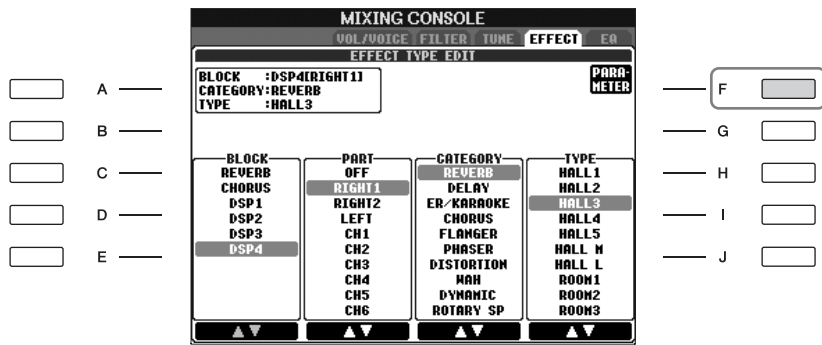 MIXING CONSOLE
VOL/VOICE FILTER TUNE EFFECT EQ
EFFECT TYPE EDIT
BLOCK :DSP4[RIGHT1]
CATEGORY:REVERB
TYPE :HALL3
PARA-
METER
A
B
C
D
E
F
G
H
I
J
BLOCK
REVERB
CHORUS
DSP1
DSP2
DSP3
DSP4
PART
OFF
RIGHT1
RIGHT2
LEFT
CH1
CH2
CH3
CH4
CH5
CH6
CATEGORY
REVERB
DELAY
ER/KARAOKE
CHORUS
FLANGER
PHASER
DISTORTION
WAH
DYNAMIC
ROTARY SP
TYPE
HALL1
HALL2
HALL3
HALL4
HALL5
HALL M
HALL L
ROOM1
ROOM2
ROOM3